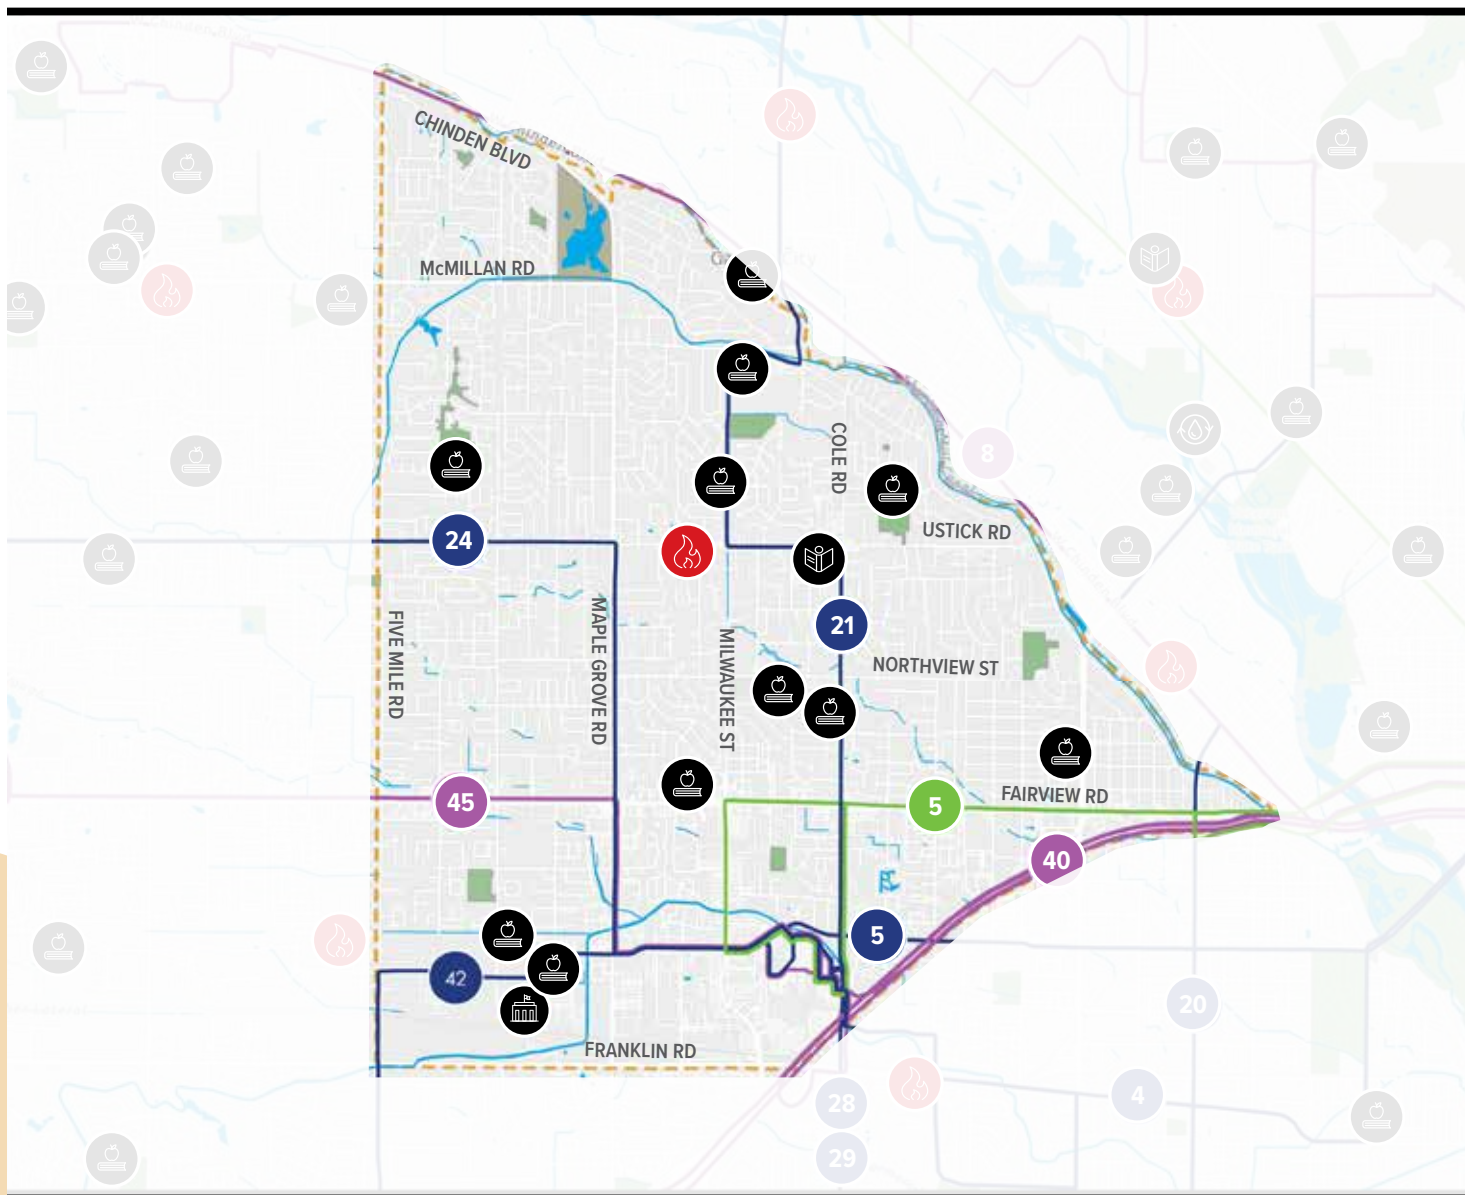 CHINDEN BLVD
McMILLAN RD
COLE RD
8
USTICK RD
24
21
FIVE MILE RD
MAPLE GROVE RD
MILWAUKEE ST
NORTHVIEW ST
45
5
FAIRVIEW RD
40
5
42
20
FRANKLIN RD
28
4
29